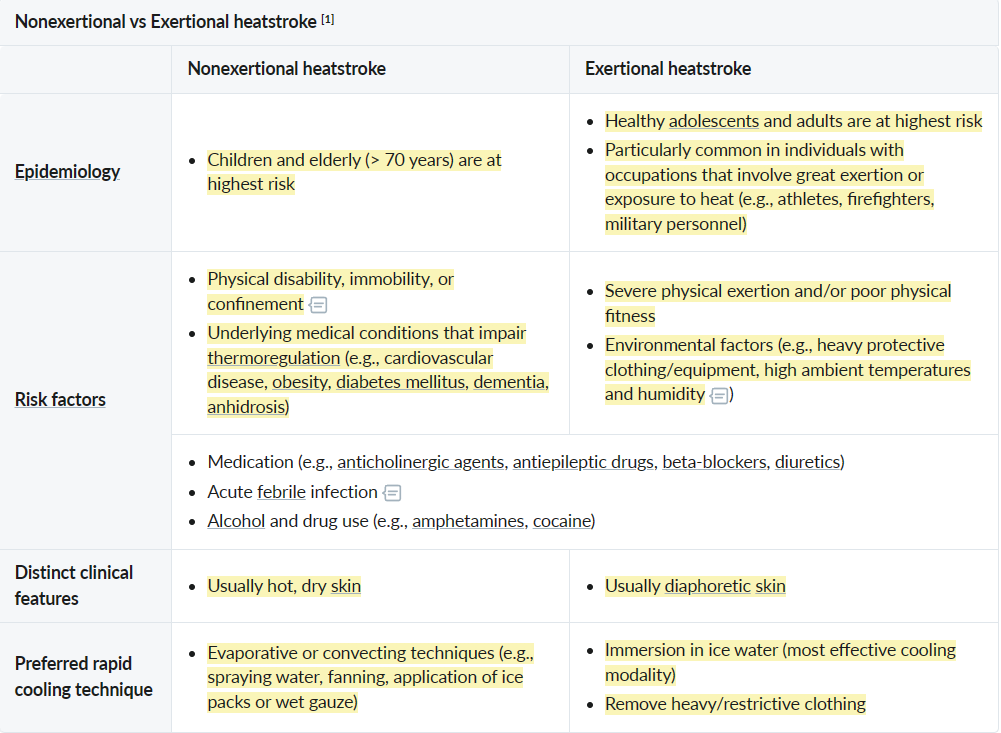 Nonexertional vs Exertional heatstroke [1]
Nonexertional heatstroke
Exertional heatstroke
Epidemiology
• Children and elderly (> 70 years) are at
highest risk
• Healthy adolescents and adults are at highest risk
• Particularly common in individuals with
occupations that involve great exertion or
exposure to heat (e.g., athletes, firefighters,
military personnel)
Risk factors
• Physical disability, immobility, or
confinement
• Underlying medical conditions that impair
thermoregulation (e.g., cardiovascular
disease, obesity, diabetes mellitus, dementia,
anhidrosis)
• Severe physical exertion and/or poor physical
fitness
• Environmental factors (e.g., heavy protective
clothing/equipment, high ambient temperatures
and humidity )
• Medication (e.g., anticholinergic agents, antiepileptic drugs, beta-blockers, diuretics)
• Acute febrile infection
• Alcohol and drug use (e.g., amphetamines, cocaine)
Distinct clinical
features
• Usually hot, dry skin
• Usually diaphoretic skin
Preferred rapid
cooling technique
• Evaporative or convecting techniques (e.g.,
spraying water, fanning, application of ice
packs or wet gauze)
• Immersion in ice water (most effective cooling
modality)
• Remove heavy/restrictive clothing